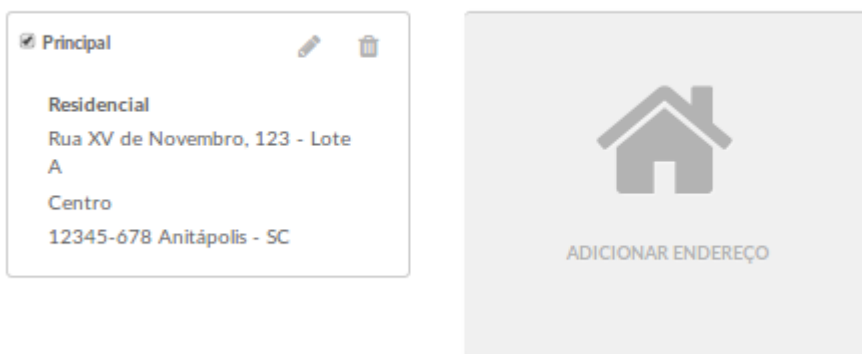 Principal
Residencial
Rua XV de Novembro, 123 - Lote
A
Centro
12345-678 Anitápolis - SC
ADICIONAR ENDEREÇO